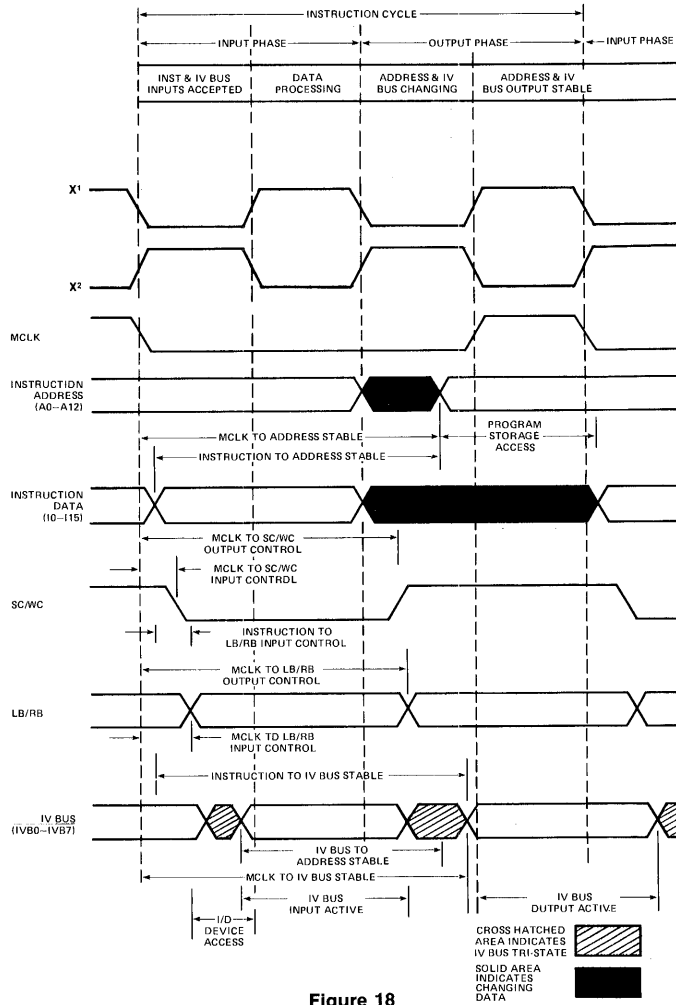 INSTRUCTION CYCLE
INPUT PHASE
OUTPUT PHASE
INPUT PHASE
INST & IV BUS
INPUTS ACCEPTED
DATA
PROCESSING
ADDRESS & IV
BUS CHANGING
ADDRESS & IV
BUS OUTPUT STABLE
X1
X2
MCLK
INSTRUCTION
ADDRESS
(A0–A12)
MCLK TO ADDRESS STABLE
PROGRAM
STORAGE
ACCESS
INSTRUCTION TO ADDRESS STABLE
INSTRUCTION
DATA
(I0–I15)
MCLK TO SC/WC
OUTPUT CONTROL
MCLK TO SC/WC
INPUT CONTROL
SC/WC
INSTRUCTION TO
LB/RB INPUT CONTROL
MCLK TO LB/RB
OUTPUT CONTROL
LB/RB
MCLK TO LB/RB
INPUT CONTROL
INSTRUCTION TO IV BUS STABLE
IV BUS
(IVB0–IVB7)
IV BUS TO
ADDRESS STABLE
MCLK TO IV BUS STABLE
IV BUS
INPUT ACTIVE
IV BUS
OUTPUT ACTIVE
I/D
DEVICE
ACCESS
CROSS HATCHED
AREA INDICATES
IV BUS TRI-STATE
SOLID AREA
INDICATES
CHANGING
DATA
Figure 18